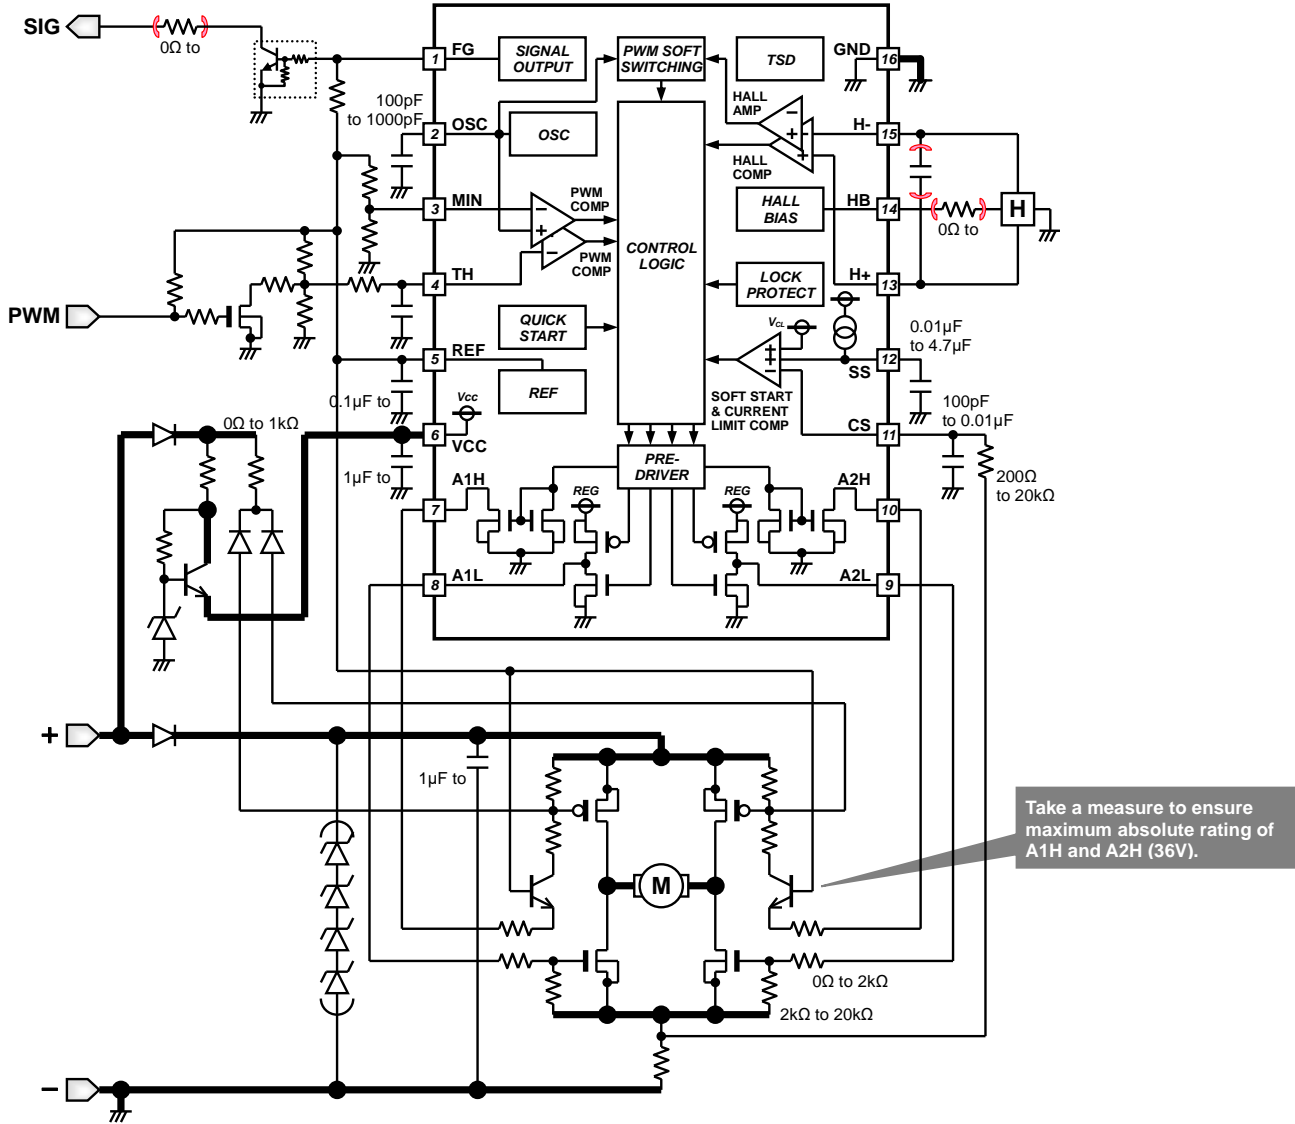 SIG
0Ω to
1
FG
SIGNAL
OUTPUT
PWM SOFT
SWITCHING
TSD
GND
16
100pF
to 1000pF
2
OSC
OSC
HALL
AMP
HALL
COMP
H-
15
MIN
3
PWM
COMP
PWM
COMP
CONTROL
LOGIC
HALL
BIAS
HB
14
0Ω to
H
TH
4
LOCK
PROTECT
H+
13
PWM
QUICK
START
VCL
0.01µF
to 4.7µF
5
REF
REF
0.1µF to
SS
12
SOFT START
& CURRENT
LIMIT COMP
100pF
to 0.01µF
0Ω to 1kΩ
Vcc
6
VCC
CS
11
1µF to
PRE-
DRIVER
200Ω
to 20kΩ
A1H
7
REG
REG
A2H
10
8
A1L
A2L
9
+
1µF to
Take a measure to ensure
maximum absolute rating of
A1H and A2H (36V).
M
0Ω to 2kΩ
2kΩ to 20kΩ
−